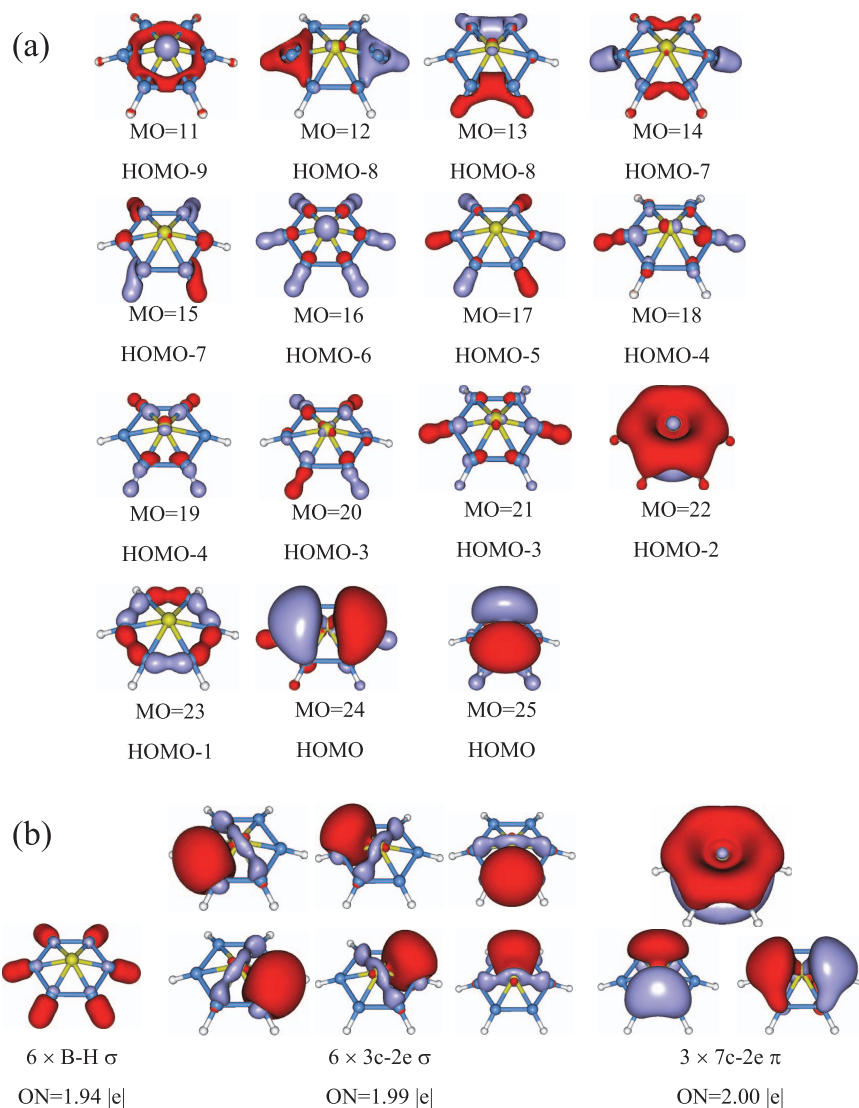 (a)
MO=11 MO=12 MO=13 MO=14
HOMO-9 HOMO-8 HOMO-8 HOMO-7
MO=15 MO=16 MO=17 MO=18
HOMO-7 HOMO-6 HOMO-5 HOMO-4
MO=19 MO=20 MO=21 MO=22
HOMO-4 HOMO-3 HOMO-3 HOMO-2
MO=23 MO=24 MO=25
HOMO-1 HOMO HOMO
(b)
6 × B-H σ 6 × 3c-2e σ 3 × 7c-2e π
ON=1.94 |e| ON=1.99 |e| ON=2.00 |e|